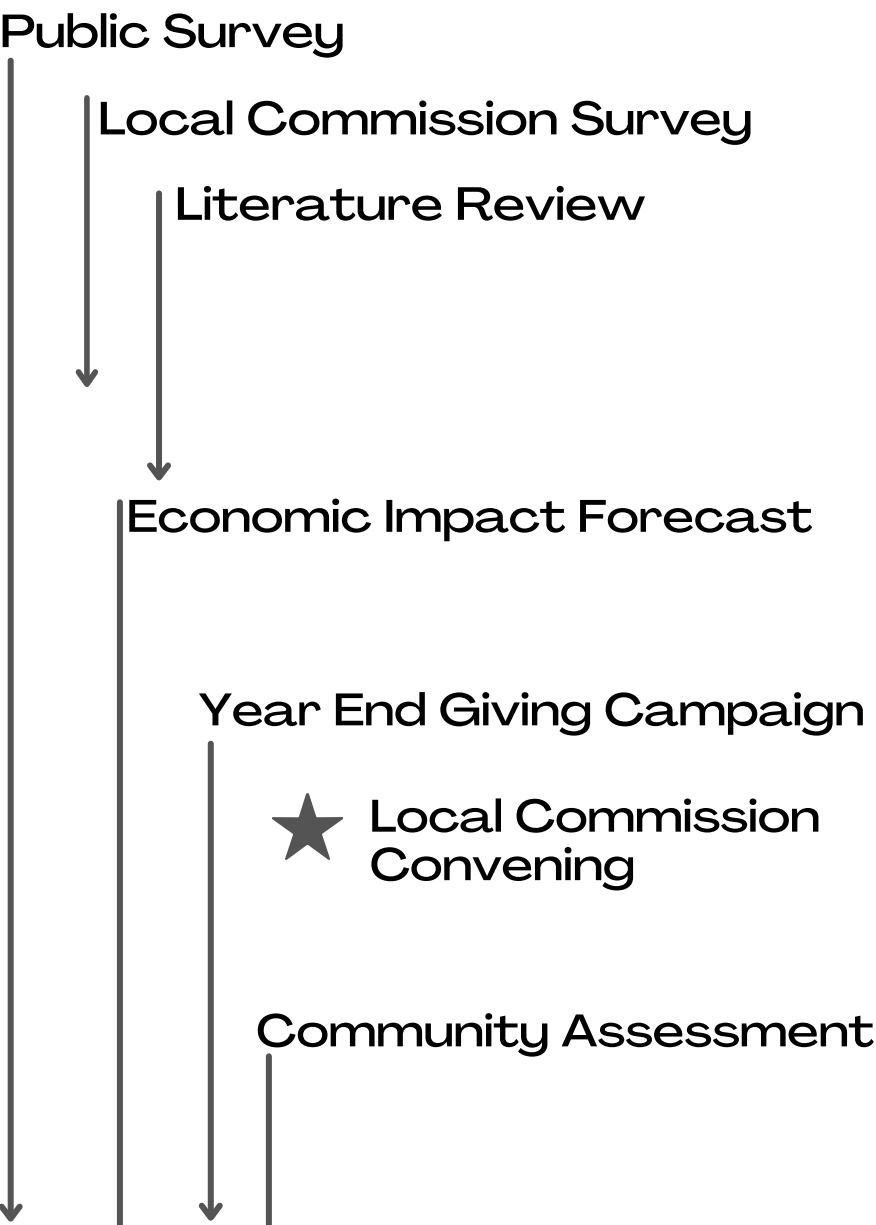 Public Survey
Local Commission Survey
Literature Review
Economic Impact Forecast
Year End Giving Campaign
Local Commission
Convening
Community Assessment